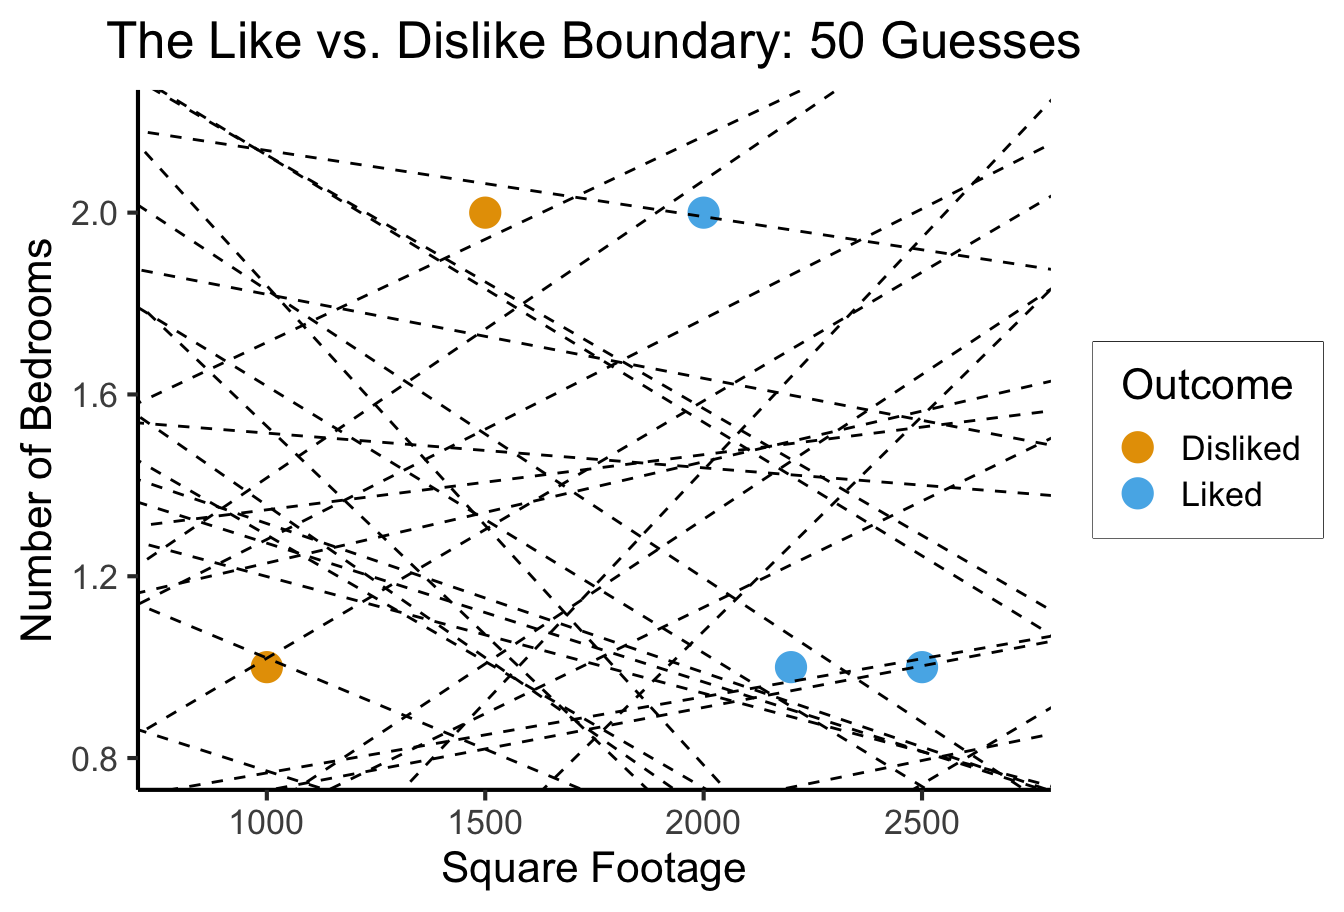 The Like vs. Dislike Boundary: 50 Guesses
Number of Bedrooms
2.0
1.6
1.2
0.8
1000 1500 2000 2500
Square Footage
Outcome
Disliked
Liked